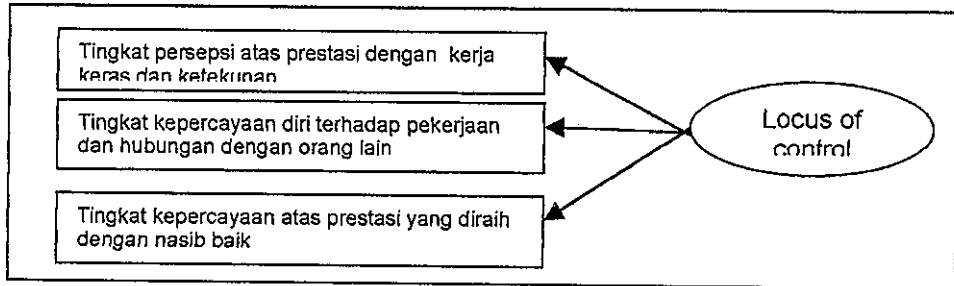 Tingkat persepsi atas prestasi dengan kerja
keras dan ketekunan
Tingkat kepercayaan diri terhadap pekerjaan
dan hubungan dengan orang lain
Tingkat kepercayaan atas prestasi yang diraih
dengan nasib baik
Locus of
control